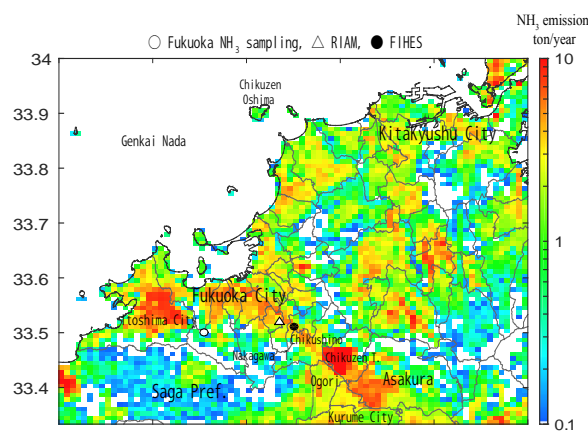 NH3 emission
ton/year
○ Fukuoka NH3 sampling, △ RIAM, ● FIHES
34
33.9
33.8
33.7
33.6
33.5
33.4
10
1
0.1
Chikuzen
Oshima
Genkai Nada
Kitakyushu City
Fukuoka City
Itoshima City
Chikushino
Nakagawa T.
Chikuzen T.
Saga Pref.
Ogori
Asakura
Kurume City